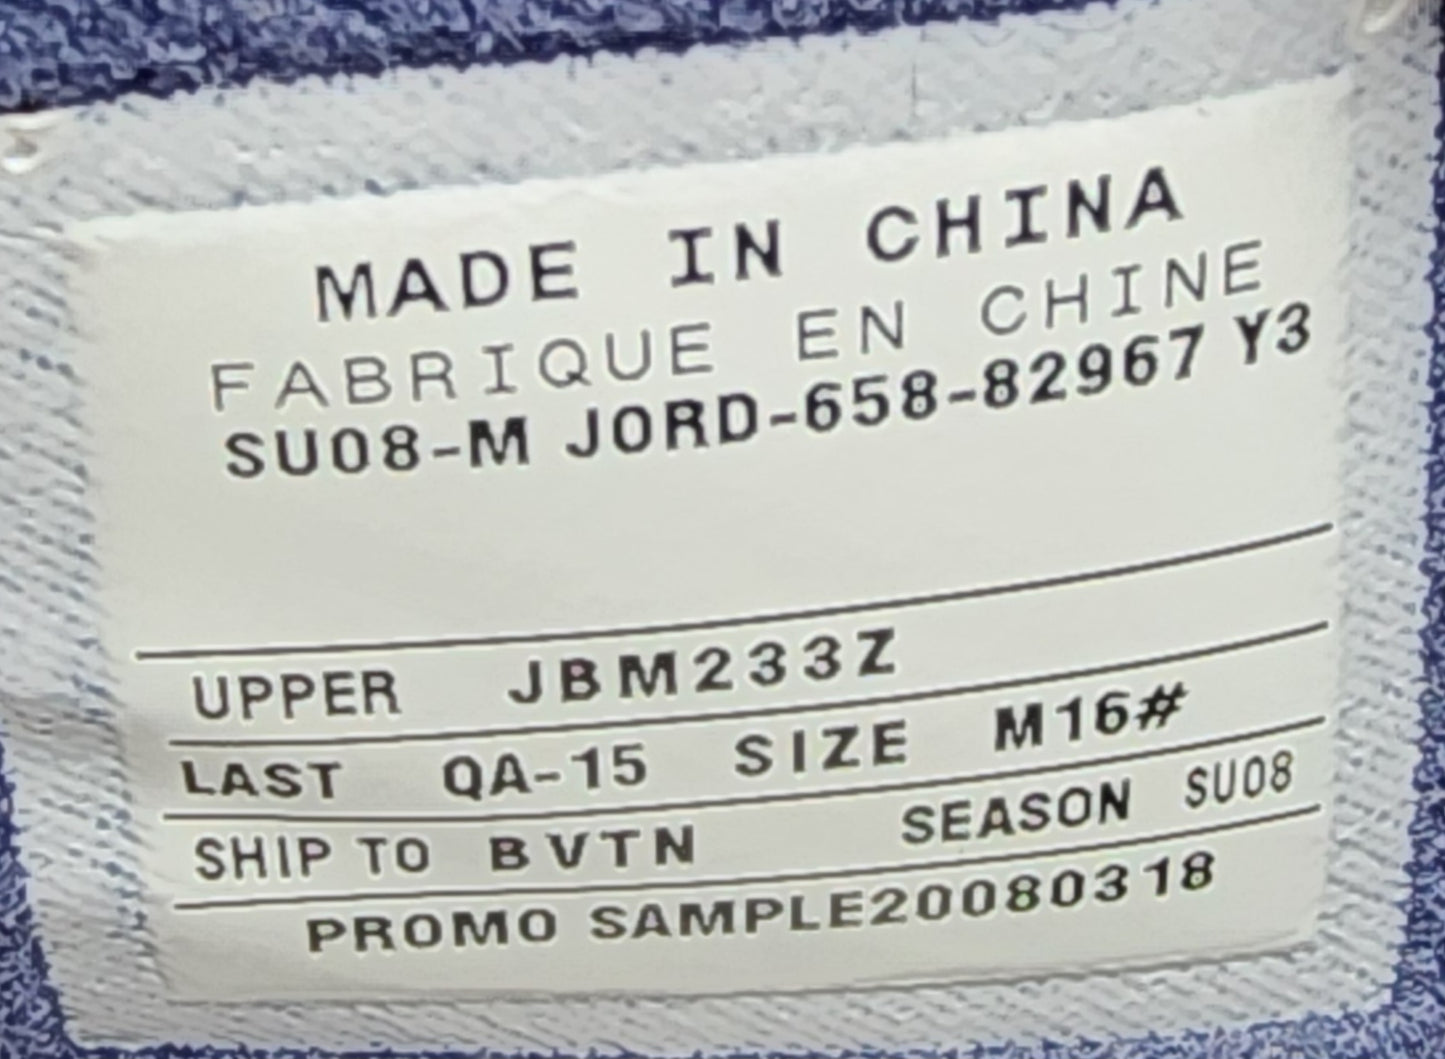 MADE IN CHINA
FABRIQUE EN CHINE
SU08-M JORD-658-82967 Y3
UPPER JBM233Z
LAST QA-15 SIZE M16#
SHIP TO BVTN SEASON SU08
PROMO SAMPLE20080318